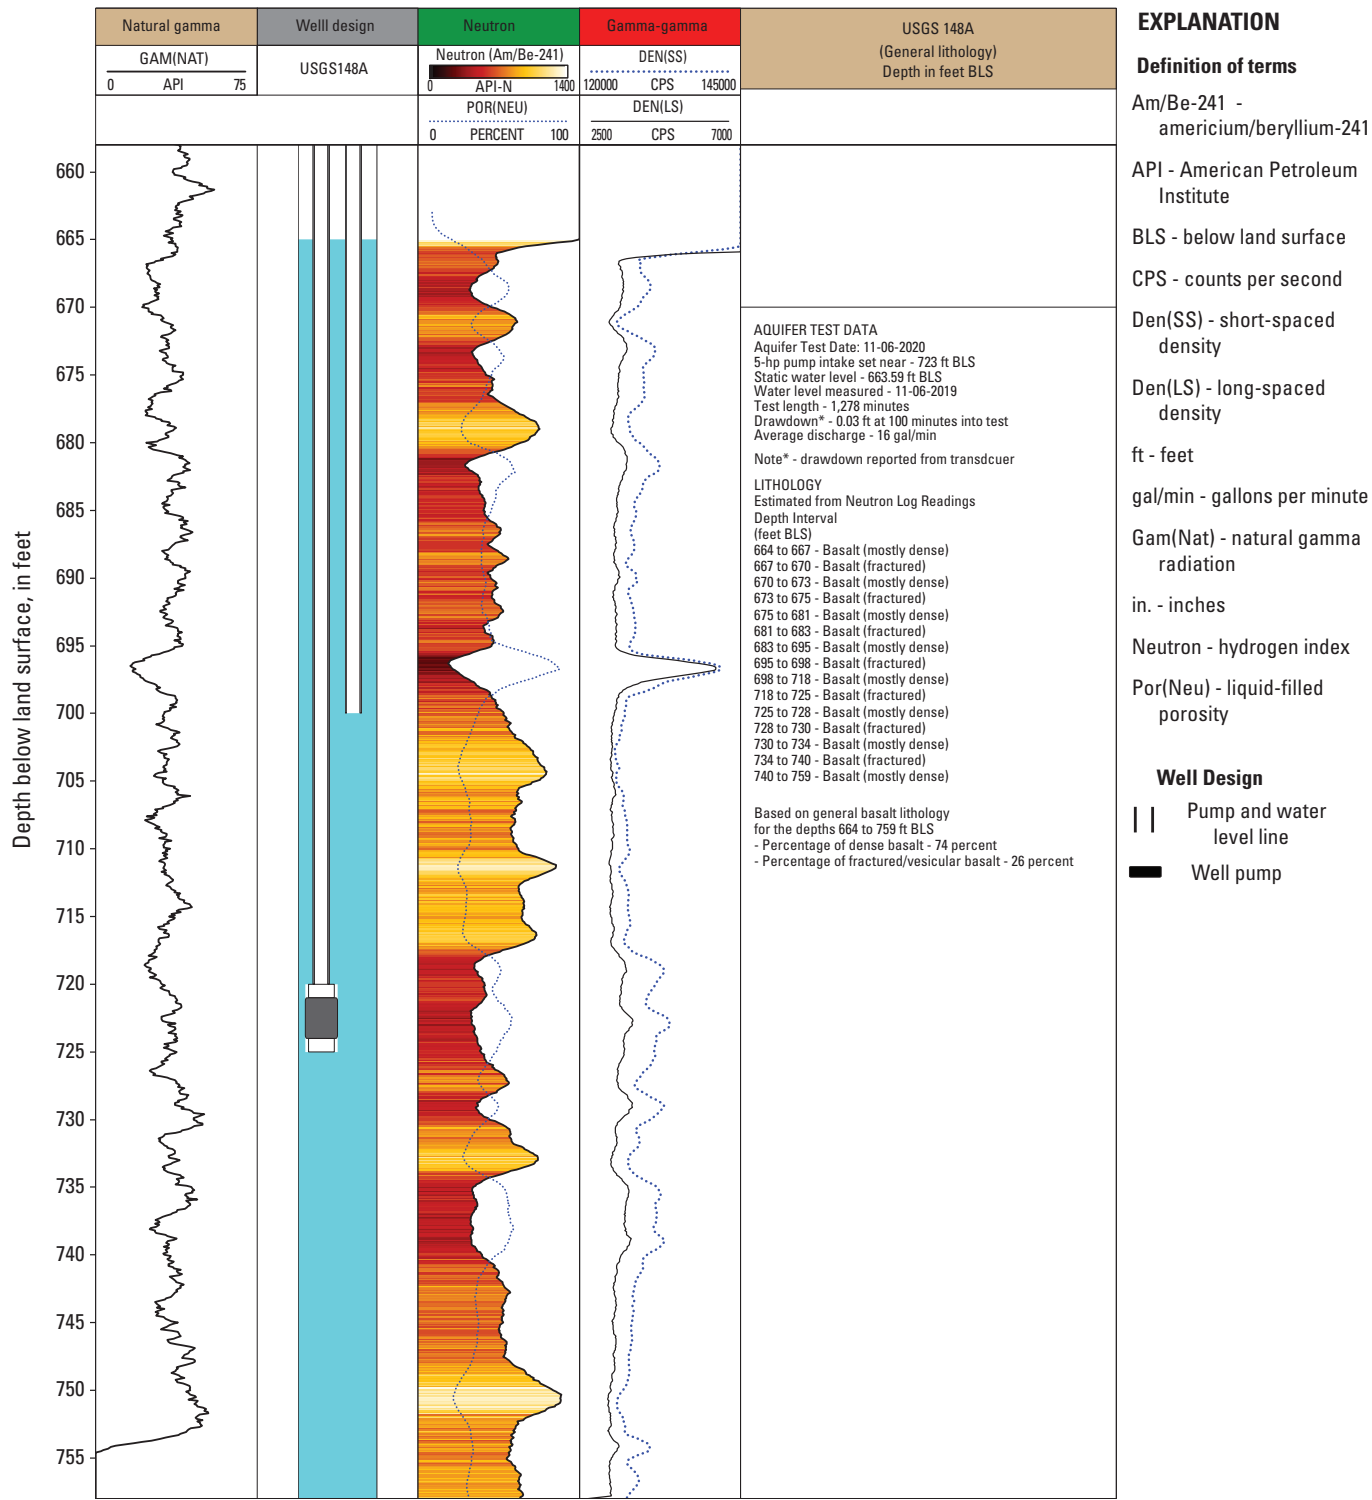 Natural gamma
Welll design
Neutron
Gamma-gamma
USGS 148A
(General lithology)
Depth in feet BLS
GAM(NAT)
0 API 75
USGS148A
Neutron (Am/Be-241)
0 API-N 1400
POR(NEU)
0 PERCENT 100
DEN(SS)
120000 CPS 145000
DEN(LS)
2500 CPS 7000
Depth below land surface, in feet
660
665
670
675
680
685
690
695
700
705
710
715
720
725
730
735
740
745
750
755
AQUIFER TEST DATA
Aquifer Test Date: 11-06-2020
5-hp pump intake set near - 723 ft BLS
Static water level - 663.59 ft BLS
Water level measured - 11-06-2019
Test length - 1,278 minutes
Drawdown* - 0.03 ft at 100 minutes into test
Average discharge - 16 gal/min
Note* - drawdown reported from transdcuer
LITHOLOGY
Estimated from Neutron Log Readings
Depth Interval
(feet BLS)
664 to 667 - Basalt (mostly dense)
667 to 670 - Basalt (fractured)
670 to 673 - Basalt (mostly dense)
673 to 675 - Basalt (fractured)
675 to 681 - Basalt (mostly dense)
681 to 683 - Basalt (fractured)
683 to 695 - Basalt (mostly dense)
695 to 698 - Basalt (fractured)
698 to 718 - Basalt (mostly dense)
718 to 725 - Basalt (fractured)
725 to 728 - Basalt (mostly dense)
728 to 730 - Basalt (fractured)
730 to 734 - Basalt (mostly dense)
734 to 740 - Basalt (fractured)
740 to 759 - Basalt (mostly dense)
Based on general basalt lithology
for the depths 664 to 759 ft BLS
- Percentage of dense basalt - 74 percent
- Percentage of fractured/vesicular basalt - 26 percent
EXPLANATION
Definition of terms
Am/Be-241 -
americium/beryllium-241
API - American Petroleum
Institute
BLS - below land surface
CPS - counts per second
Den(SS) - short-spaced
density
Den(LS) - long-spaced
density
ft - feet
gal/min - gallons per minute
Gam(Nat) - natural gamma
radiation
in. - inches
Neutron - hydrogen index
Por(Neu) - liquid-filled
porosity
Well Design
Pump and water
level line
Well pump